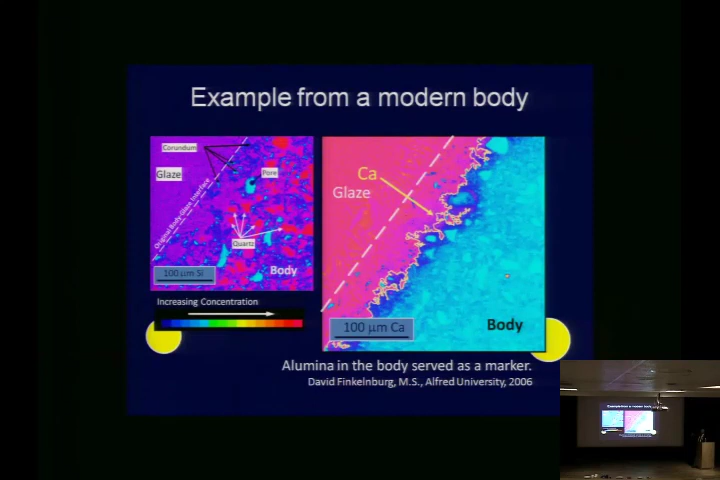 Example from a modern body
Corundum
Glaze
Pore
Original Body-Glaze Interface
Quartz
Body
100 µm Si
Increasing Concentration
Ca
Glaze
Body
100 µm Ca
Alumina in the body served as a marker.
David Finkelnburg, M.S., Alfred University, 2006